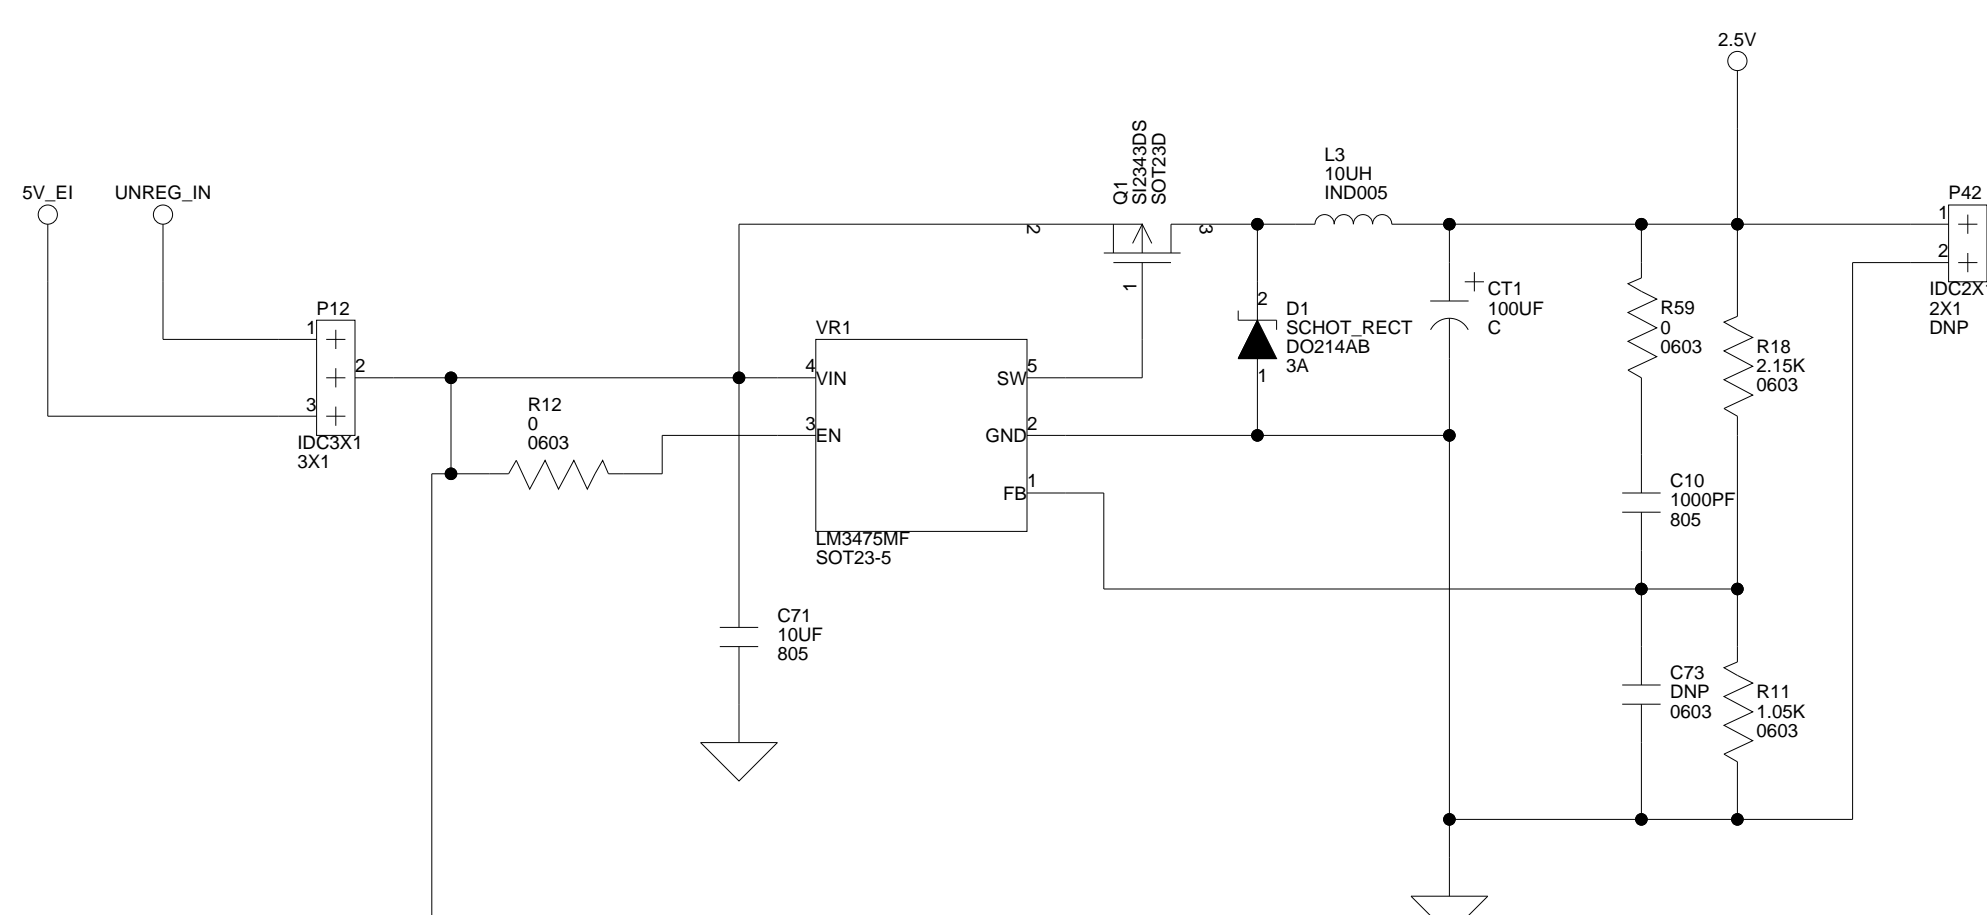 2.5V
5V_EI
UNREG_IN
P12
1
2
3
IDC3X1
3X1
R12
0
0603
VR1
4
VIN
3
EN
SW
5
GND
2
FB
1
LM3475MF
SOT23-5
C71
10UF
805
Q1
SI2343DS
SOT23D
2
3
1
L3
10UH
IND005
2
D1
SCHOT_RECT
DO214AB
3A
1
CT1
100UF
C
R59
0
0603
R18
2.15K
0603
C10
1000PF
805
C73
DNP
0603
R11
1.05K
0603
P42
1
2
IDC2X
2X1
DNP